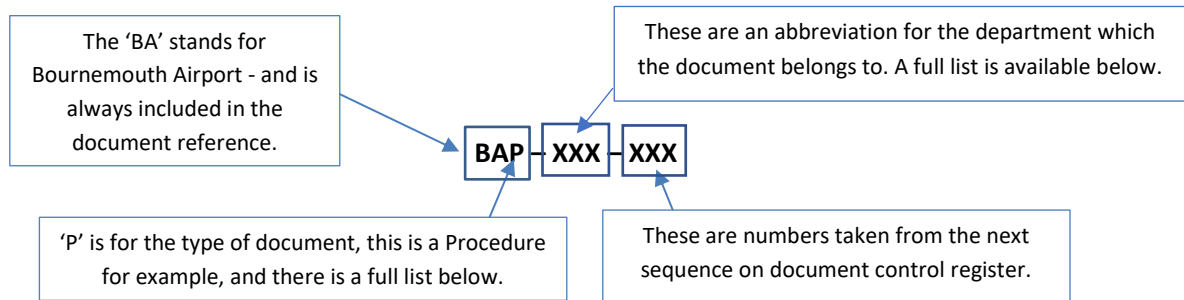 The ‘BA’ stands for
Bournemouth Airport - and is
always included in the
document reference.
These are an abbreviation for the department which
the document belongs to. A full list is available below.
BAP – XXX – XXX
‘P’ is for the type of document, this is a Procedure
for example, and there is a full list below.
These are numbers taken from the next
sequence on document control register.